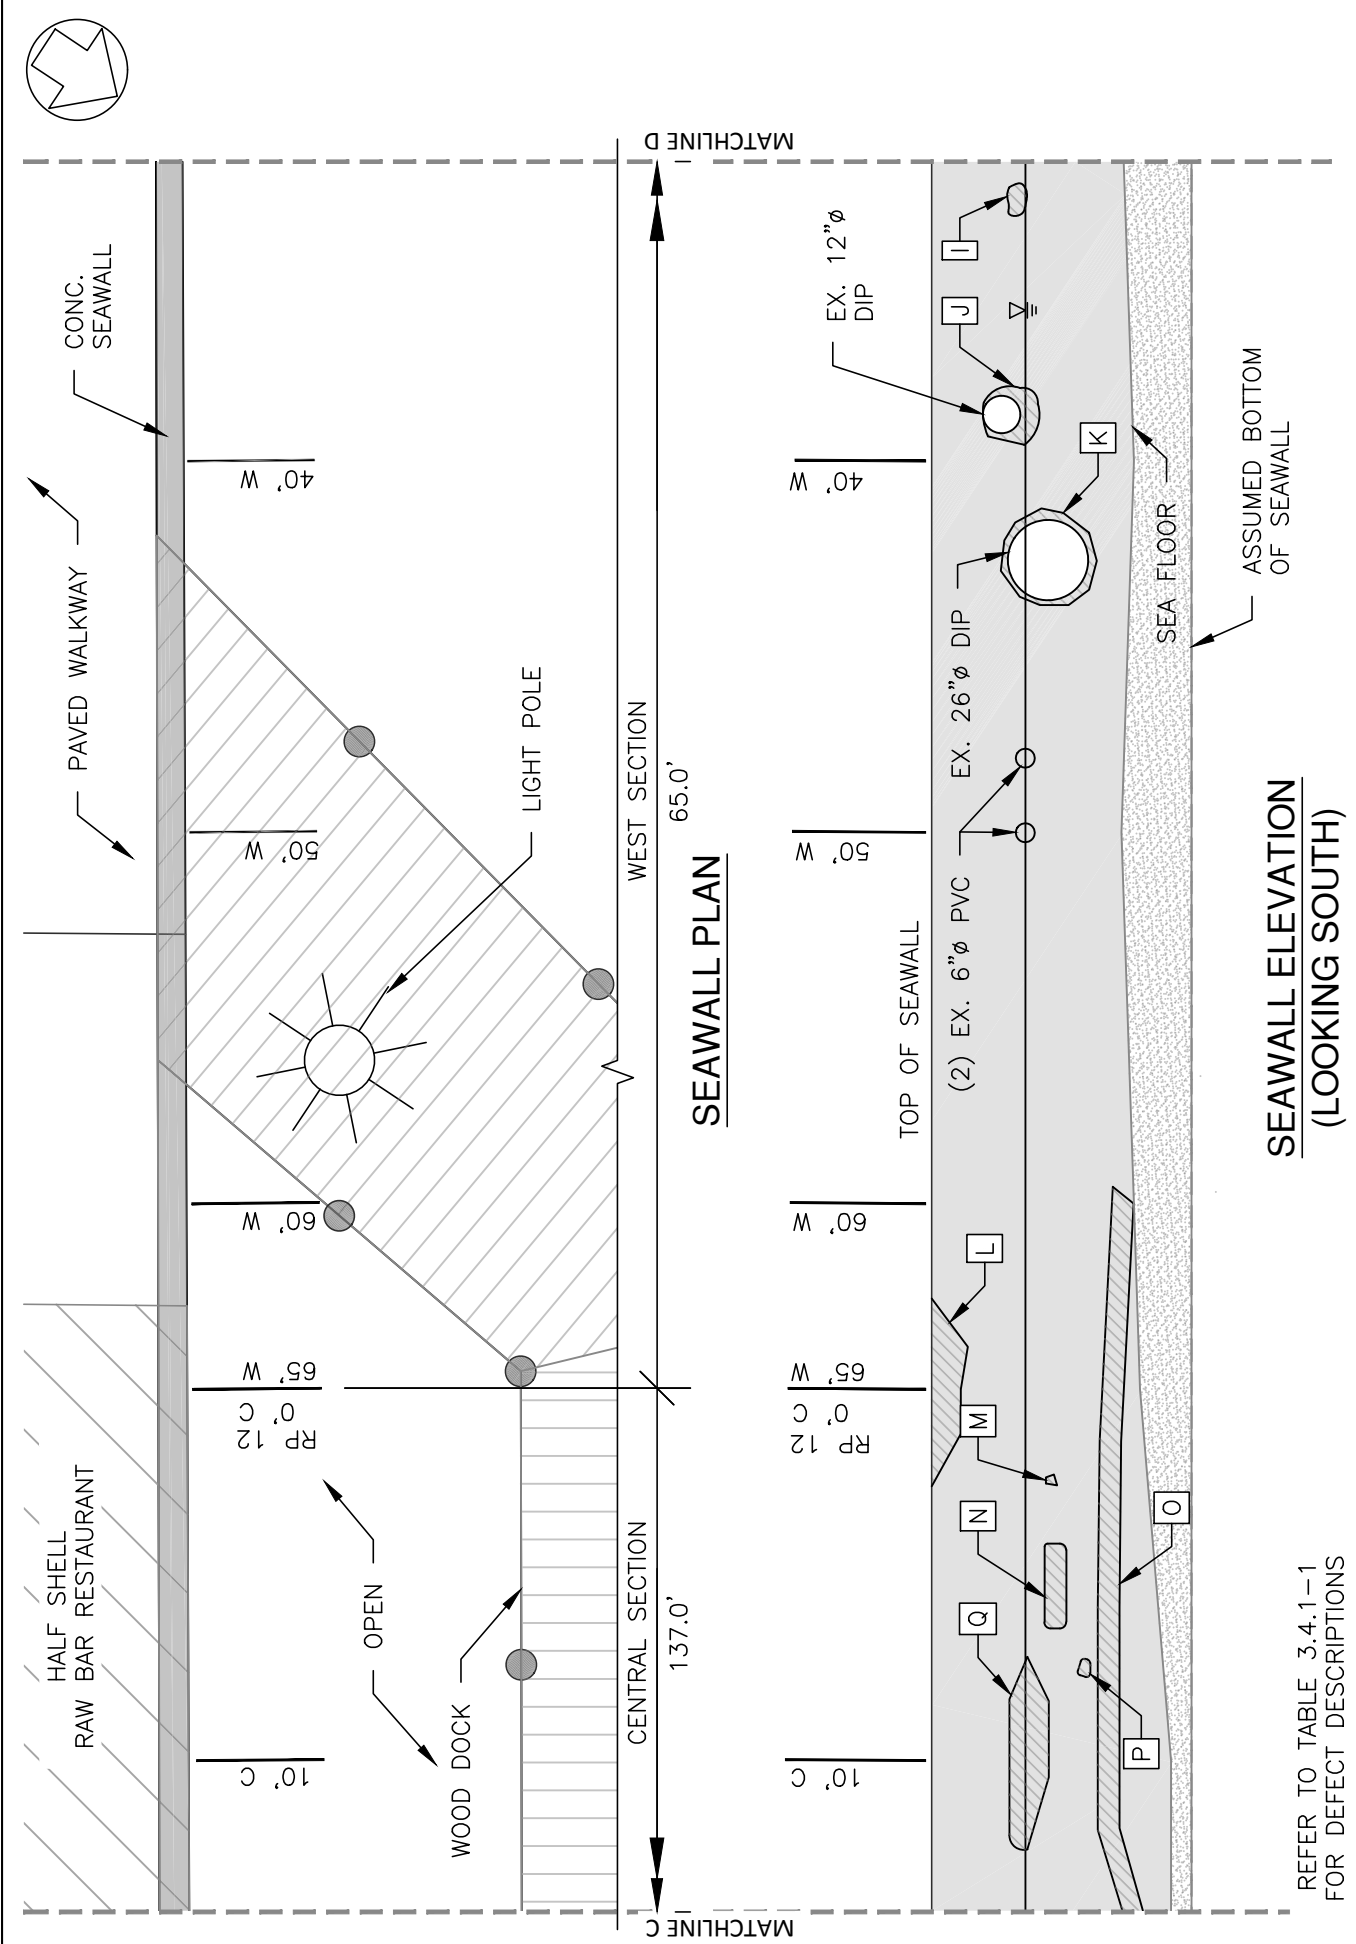 HALF SHELL
RAW BAR RESTAURANT
PAVED WALKWAY
CONC.
SEAWALL
10' C
RP 12
0' C
65' W
60' W
50' W
40' W
OPEN
WOOD DOCK
LIGHT POLE
CENTRAL SECTION
137.0'
WEST SECTION
65.0'
MATCHLINE C
MATCHLINE D
SEAWALL PLAN
10' C
RP 12
0' C
65' W
60' W
50' W
40' W
EX. 12"ø
DIP
TOP OF SEAWALL
(2) EX. 6"ø PVC
EX. 26"ø DIP
Q
N
M
L
J
I
K
P
O
SEA FLOOR
ASSUMED BOTTOM
OF SEAWALL
SEAWALL ELEVATION
(LOOKING SOUTH)
REFER TO TABLE 3.4.1-1
FOR DEFECT DESCRIPTIONS